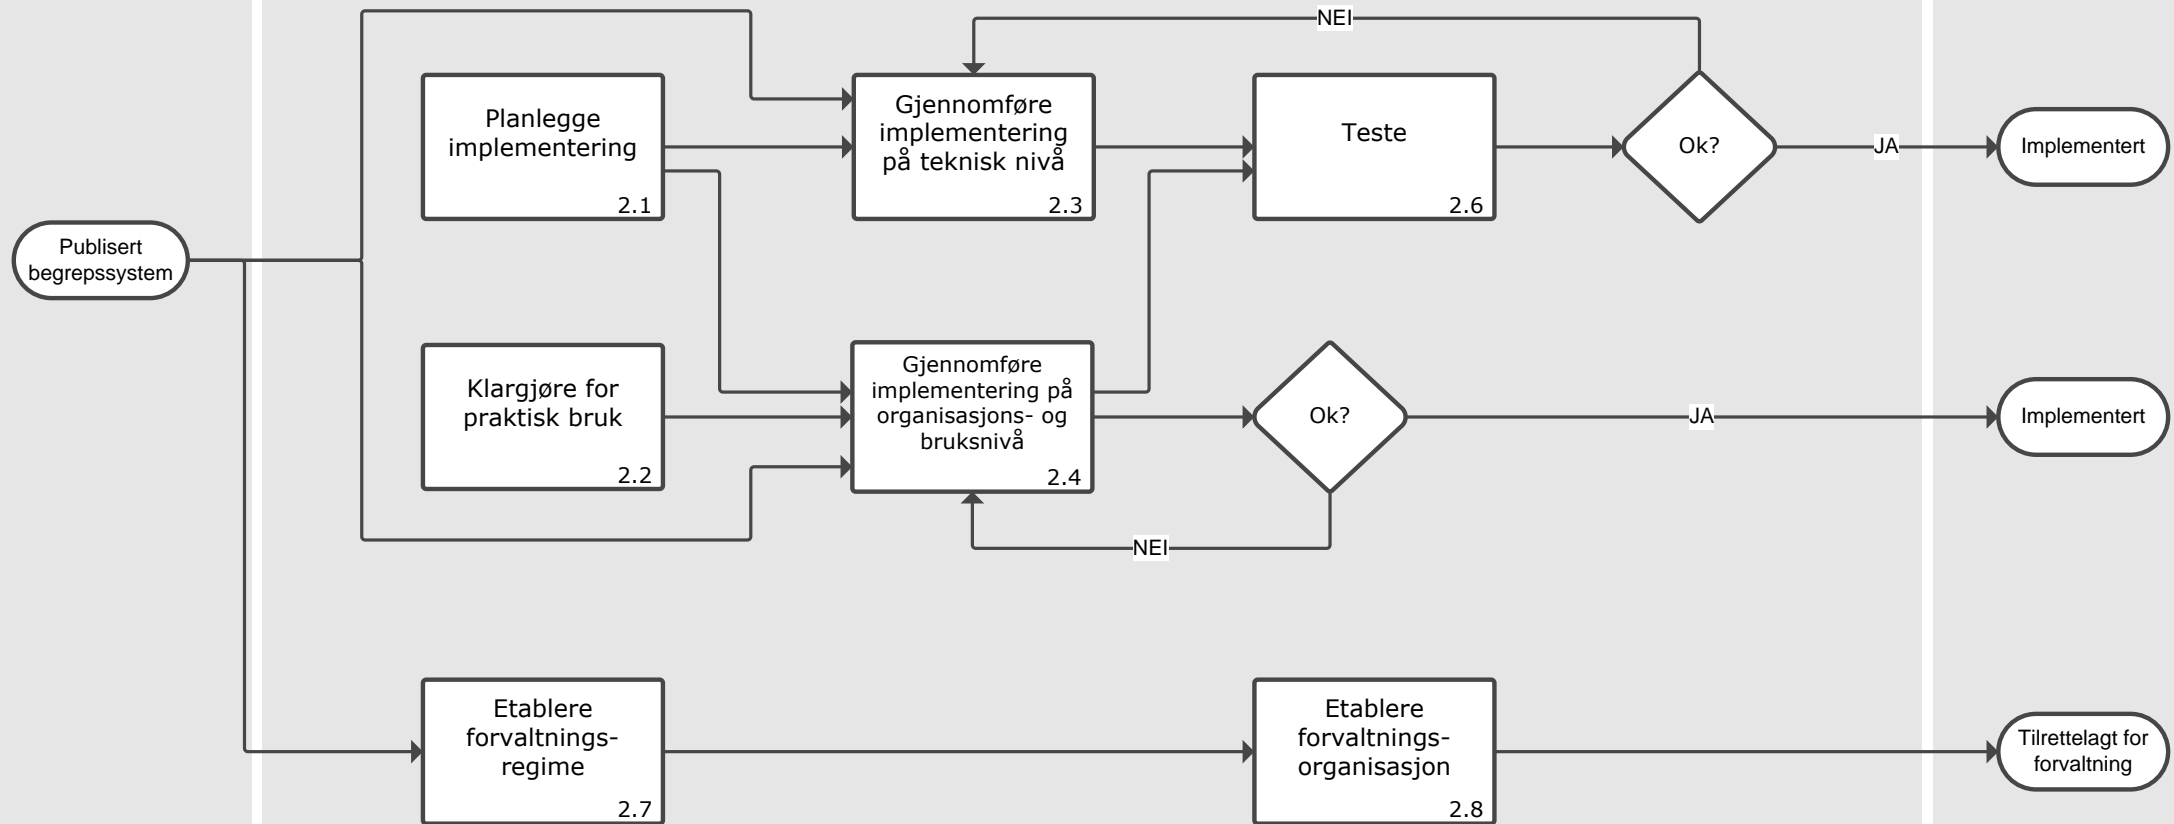 NEI
Planlegge
implementering
2.1
Gjennomføre
implementering
på teknisk nivå
2.3
Teste
2.6
Ok?
JA
Implementert
Publisert
begrepssystem
Klargjøre for
praktisk bruk
2.2
Gjennomføre
implementering på
organisasjons- og
bruksnivå
2.4
Ok?
JA
Implementert
NEI
Etablere
forvaltnings-
regime
2.7
Etablere
forvaltnings-
organisasjon
2.8
Tilrettelagt for
forvaltning